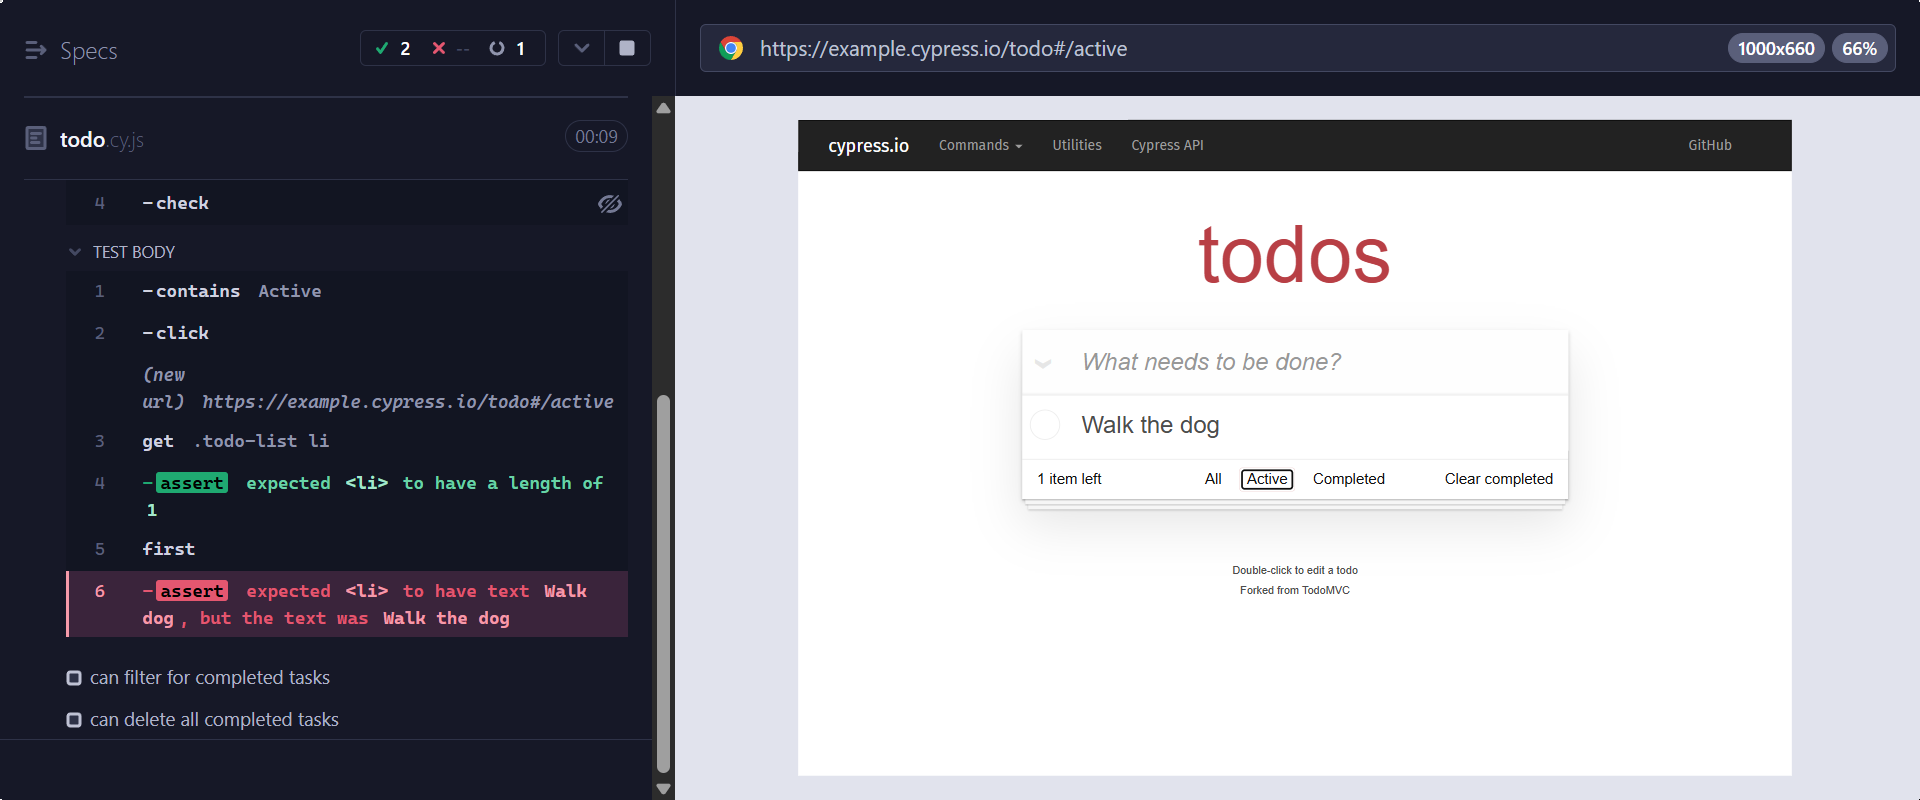 Specs
2 -- 1
todo.cy.js
00:09
4 -check
TEST BODY
1 -contains Active
2 -click
(new
url) https://example.cypress.io/todo#/active
3 get .todo-list li
4 -assert expected <li> to have a length of
1
5 first
6 -assert expected <li> to have text Walk
dog, but the text was Walk the dog
can filter for completed tasks
can delete all completed tasks
https://example.cypress.io/todo#/active
1000x660 66%
cypress.io Commands Utilities Cypress API GitHub
todos
What needs to be done?
Walk the dog
1 item left All Active Completed Clear completed
Double-click to edit a todo
Forked from TodoMVC